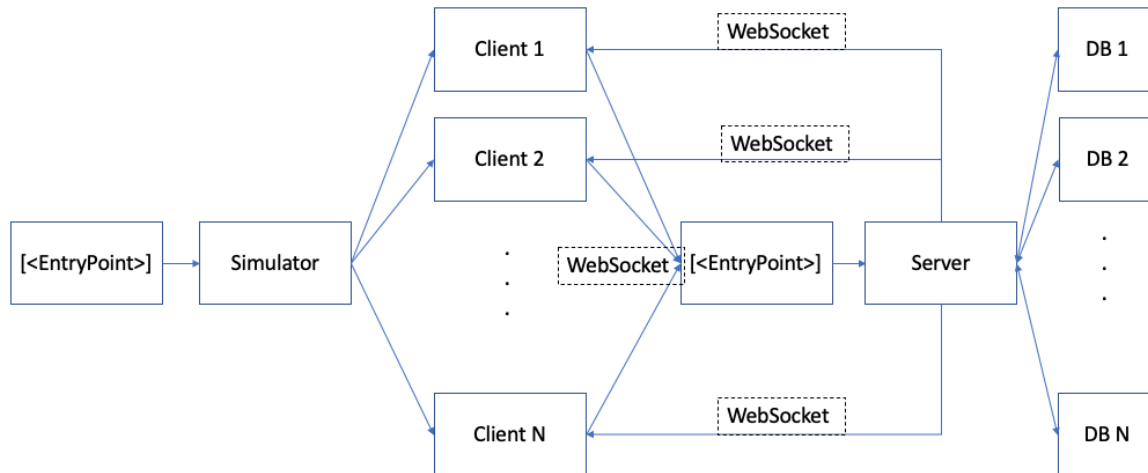 Client 1
WebSocket
DB 1
Client 2
WebSocket
DB 2
[<EntryPoint>]
Simulator
.
.
.
WebSocket
[<EntryPoint>]
Server
.
.
.
Client N
WebSocket
DB N